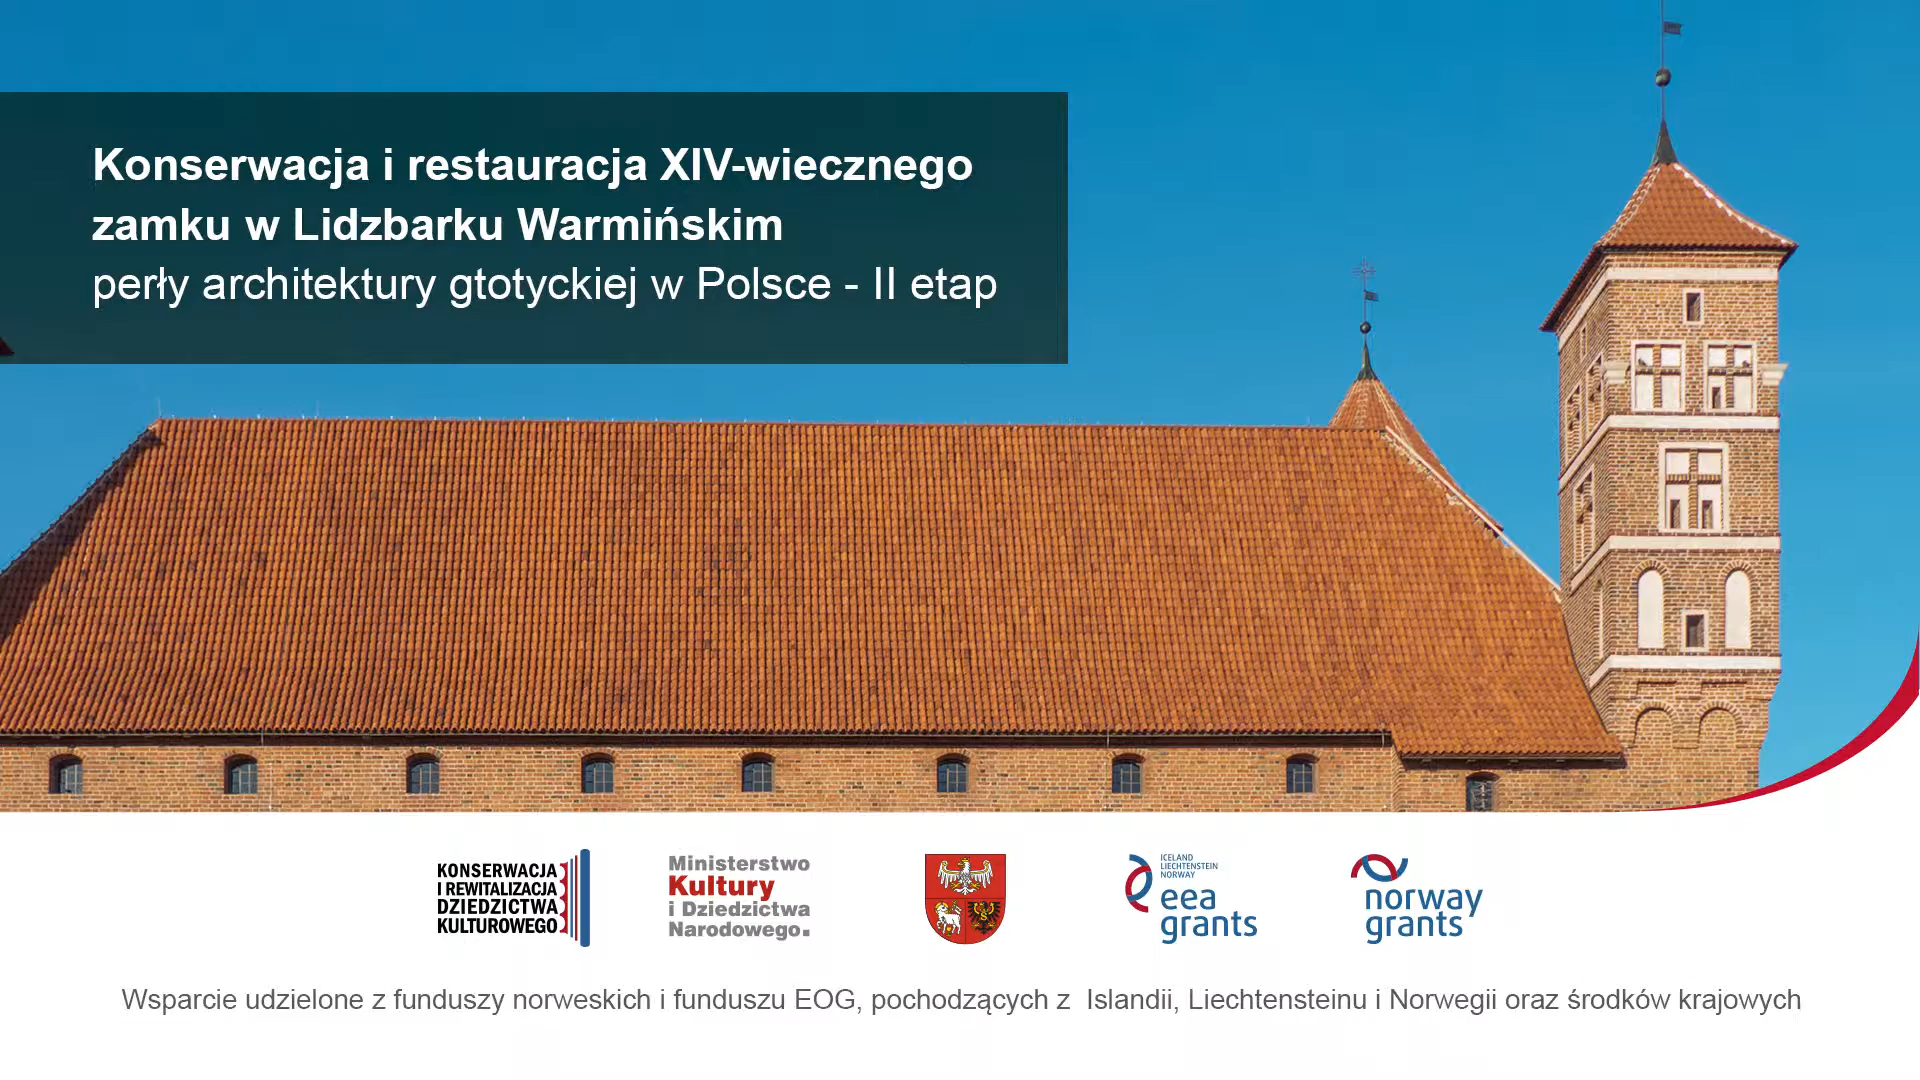 Konserwacja i restauracja XIV-wiecznego
zamku w Lidzbarku Warmińskim
perły architektury gtotyckiej w Polsce - II etap
KONSERWACJA
I REWITALIZACJA
DZIEDZICTWA
KULTUROWEGO
Ministerstwo
Kultury
i Dziedzictwa
Narodowego.
ICELAND
LIECHTENSTEIN
NORWAY
eea
grants
norway
grants
Wsparcie udzielone z funduszy norweskich i funduszu EOG, pochodzących z  Islandii, Liechtensteinu i Norwegii oraz środków krajowych